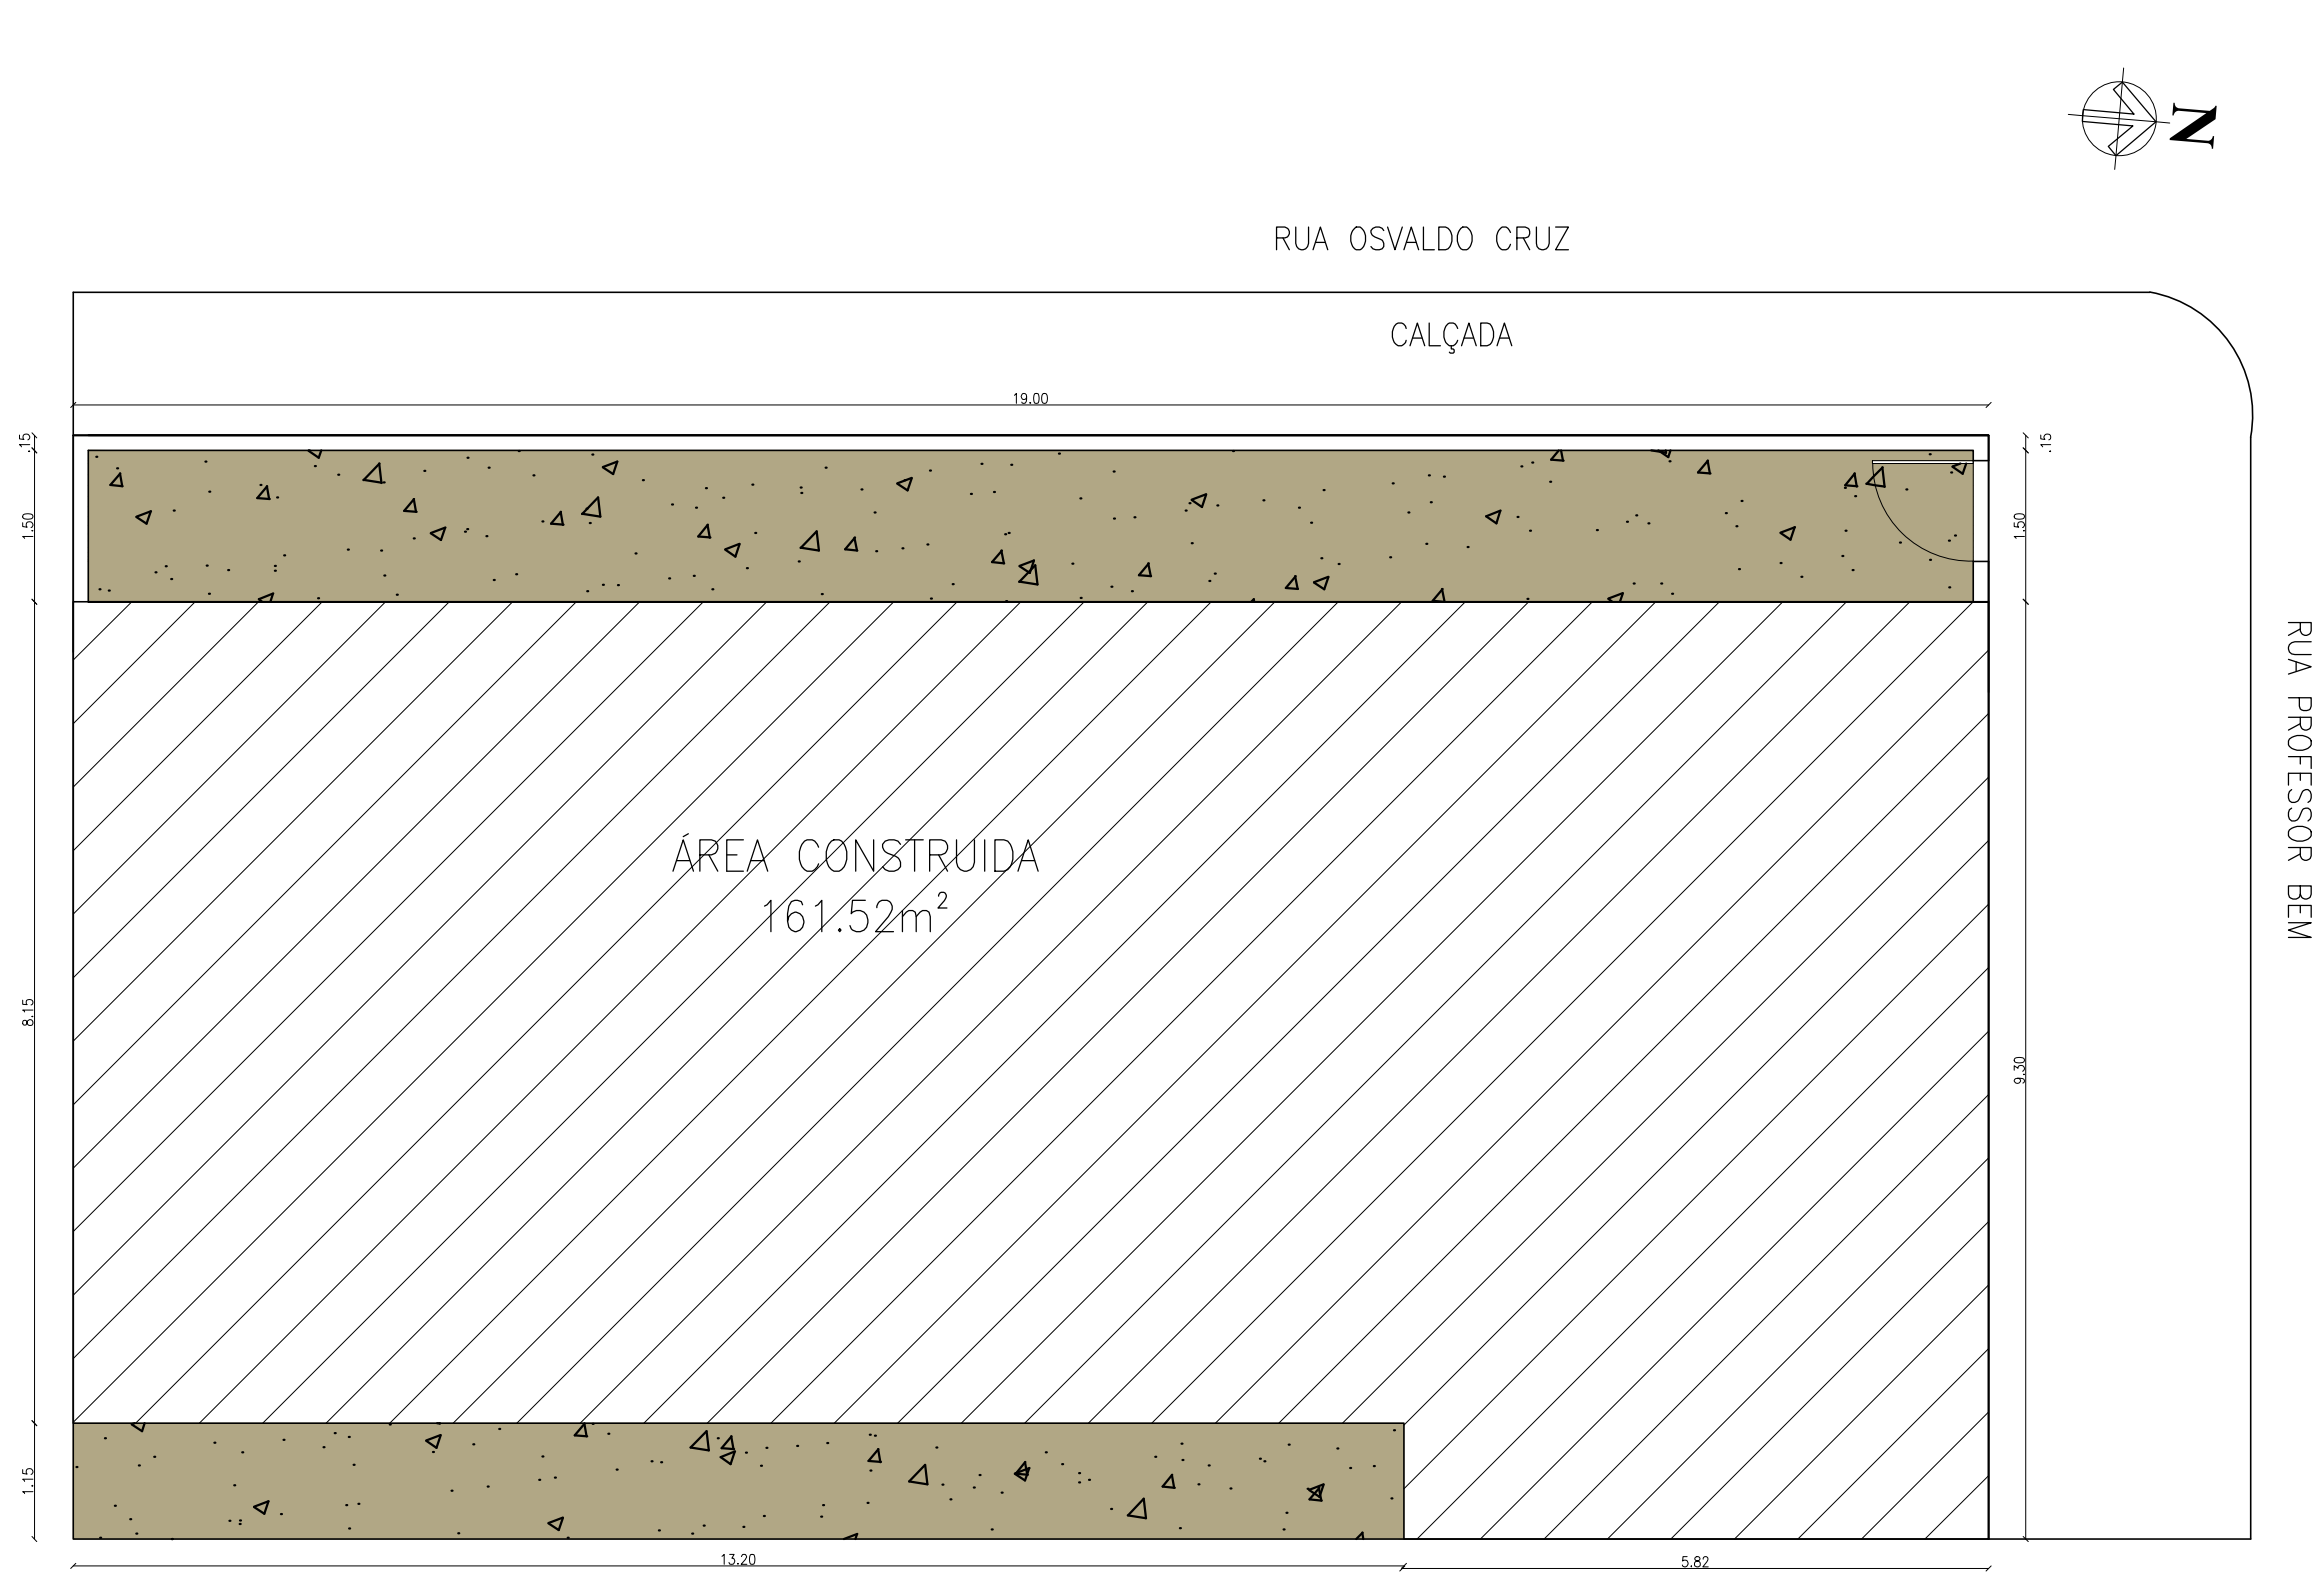 N
RUA OSVALDO CRUZ
CALÇADA
19.00
.15
.15
1.50
1.50
RUA PROFESSOR BEM
ÁREA CONSTRUIDA
161.52m²
8.15
9.30
1.15
13.20
5.82